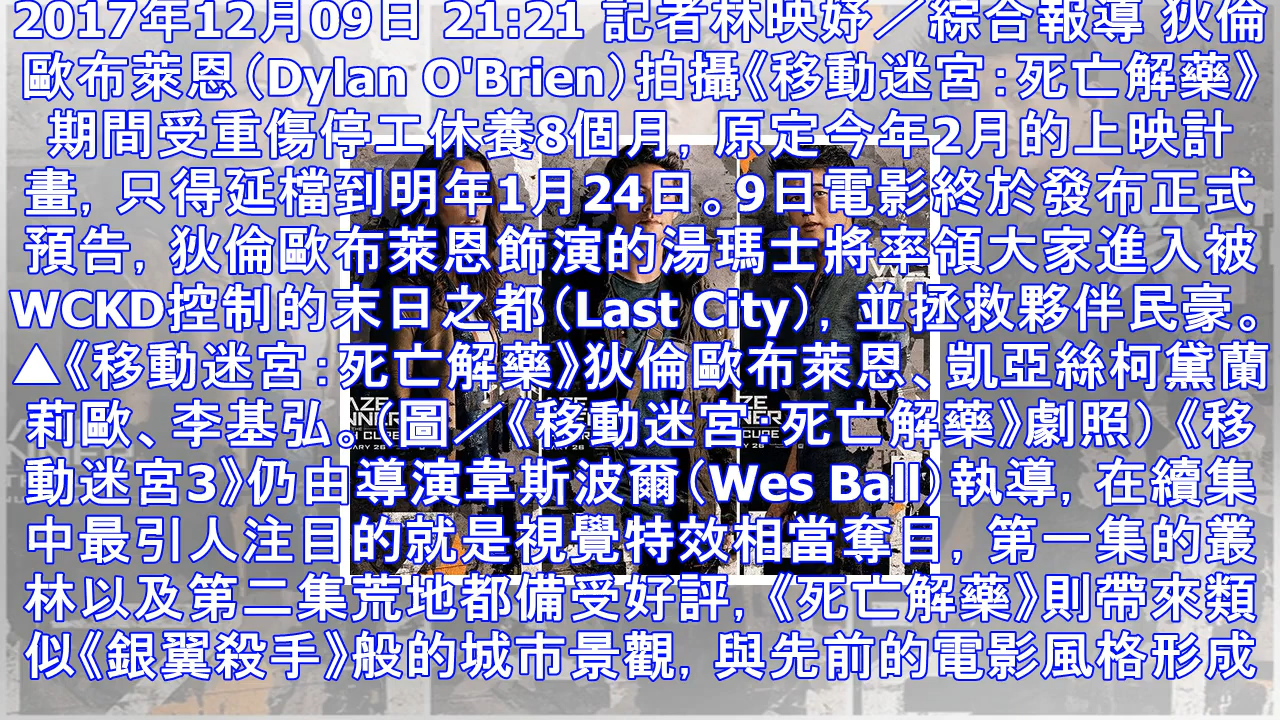 2017年12月09日 21:21 記者林映妤／綜合報導 狄倫
歐布萊恩（Dylan O'Brien）拍攝《移動迷宮：死亡解藥》
期間受重傷停工休養8個月，原定今年2月的上映計
畫，只得延檔到明年1月24日。9日電影終於發布正式
預告，狄倫歐布萊恩飾演的湯瑪士將率領大家進入被
WCKD控制的末日之都（Last City），並拯救夥伴民豪。
▲《移動迷宮：死亡解藥》狄倫歐布萊恩、凱亞絲柯黛蘭
莉歐、李基弘。（圖／《移動迷宮：死亡解藥》劇照）《移
動迷宮3》仍由導演韋斯波爾（Wes Ball）執導，在續集
中最引人注目的就是視覺特效相當奪目，第一集的叢
林以及第二集荒地都備受好評，《死亡解藥》則帶來類
似《銀翼殺手》般的城市景觀，與先前的電影風格形成